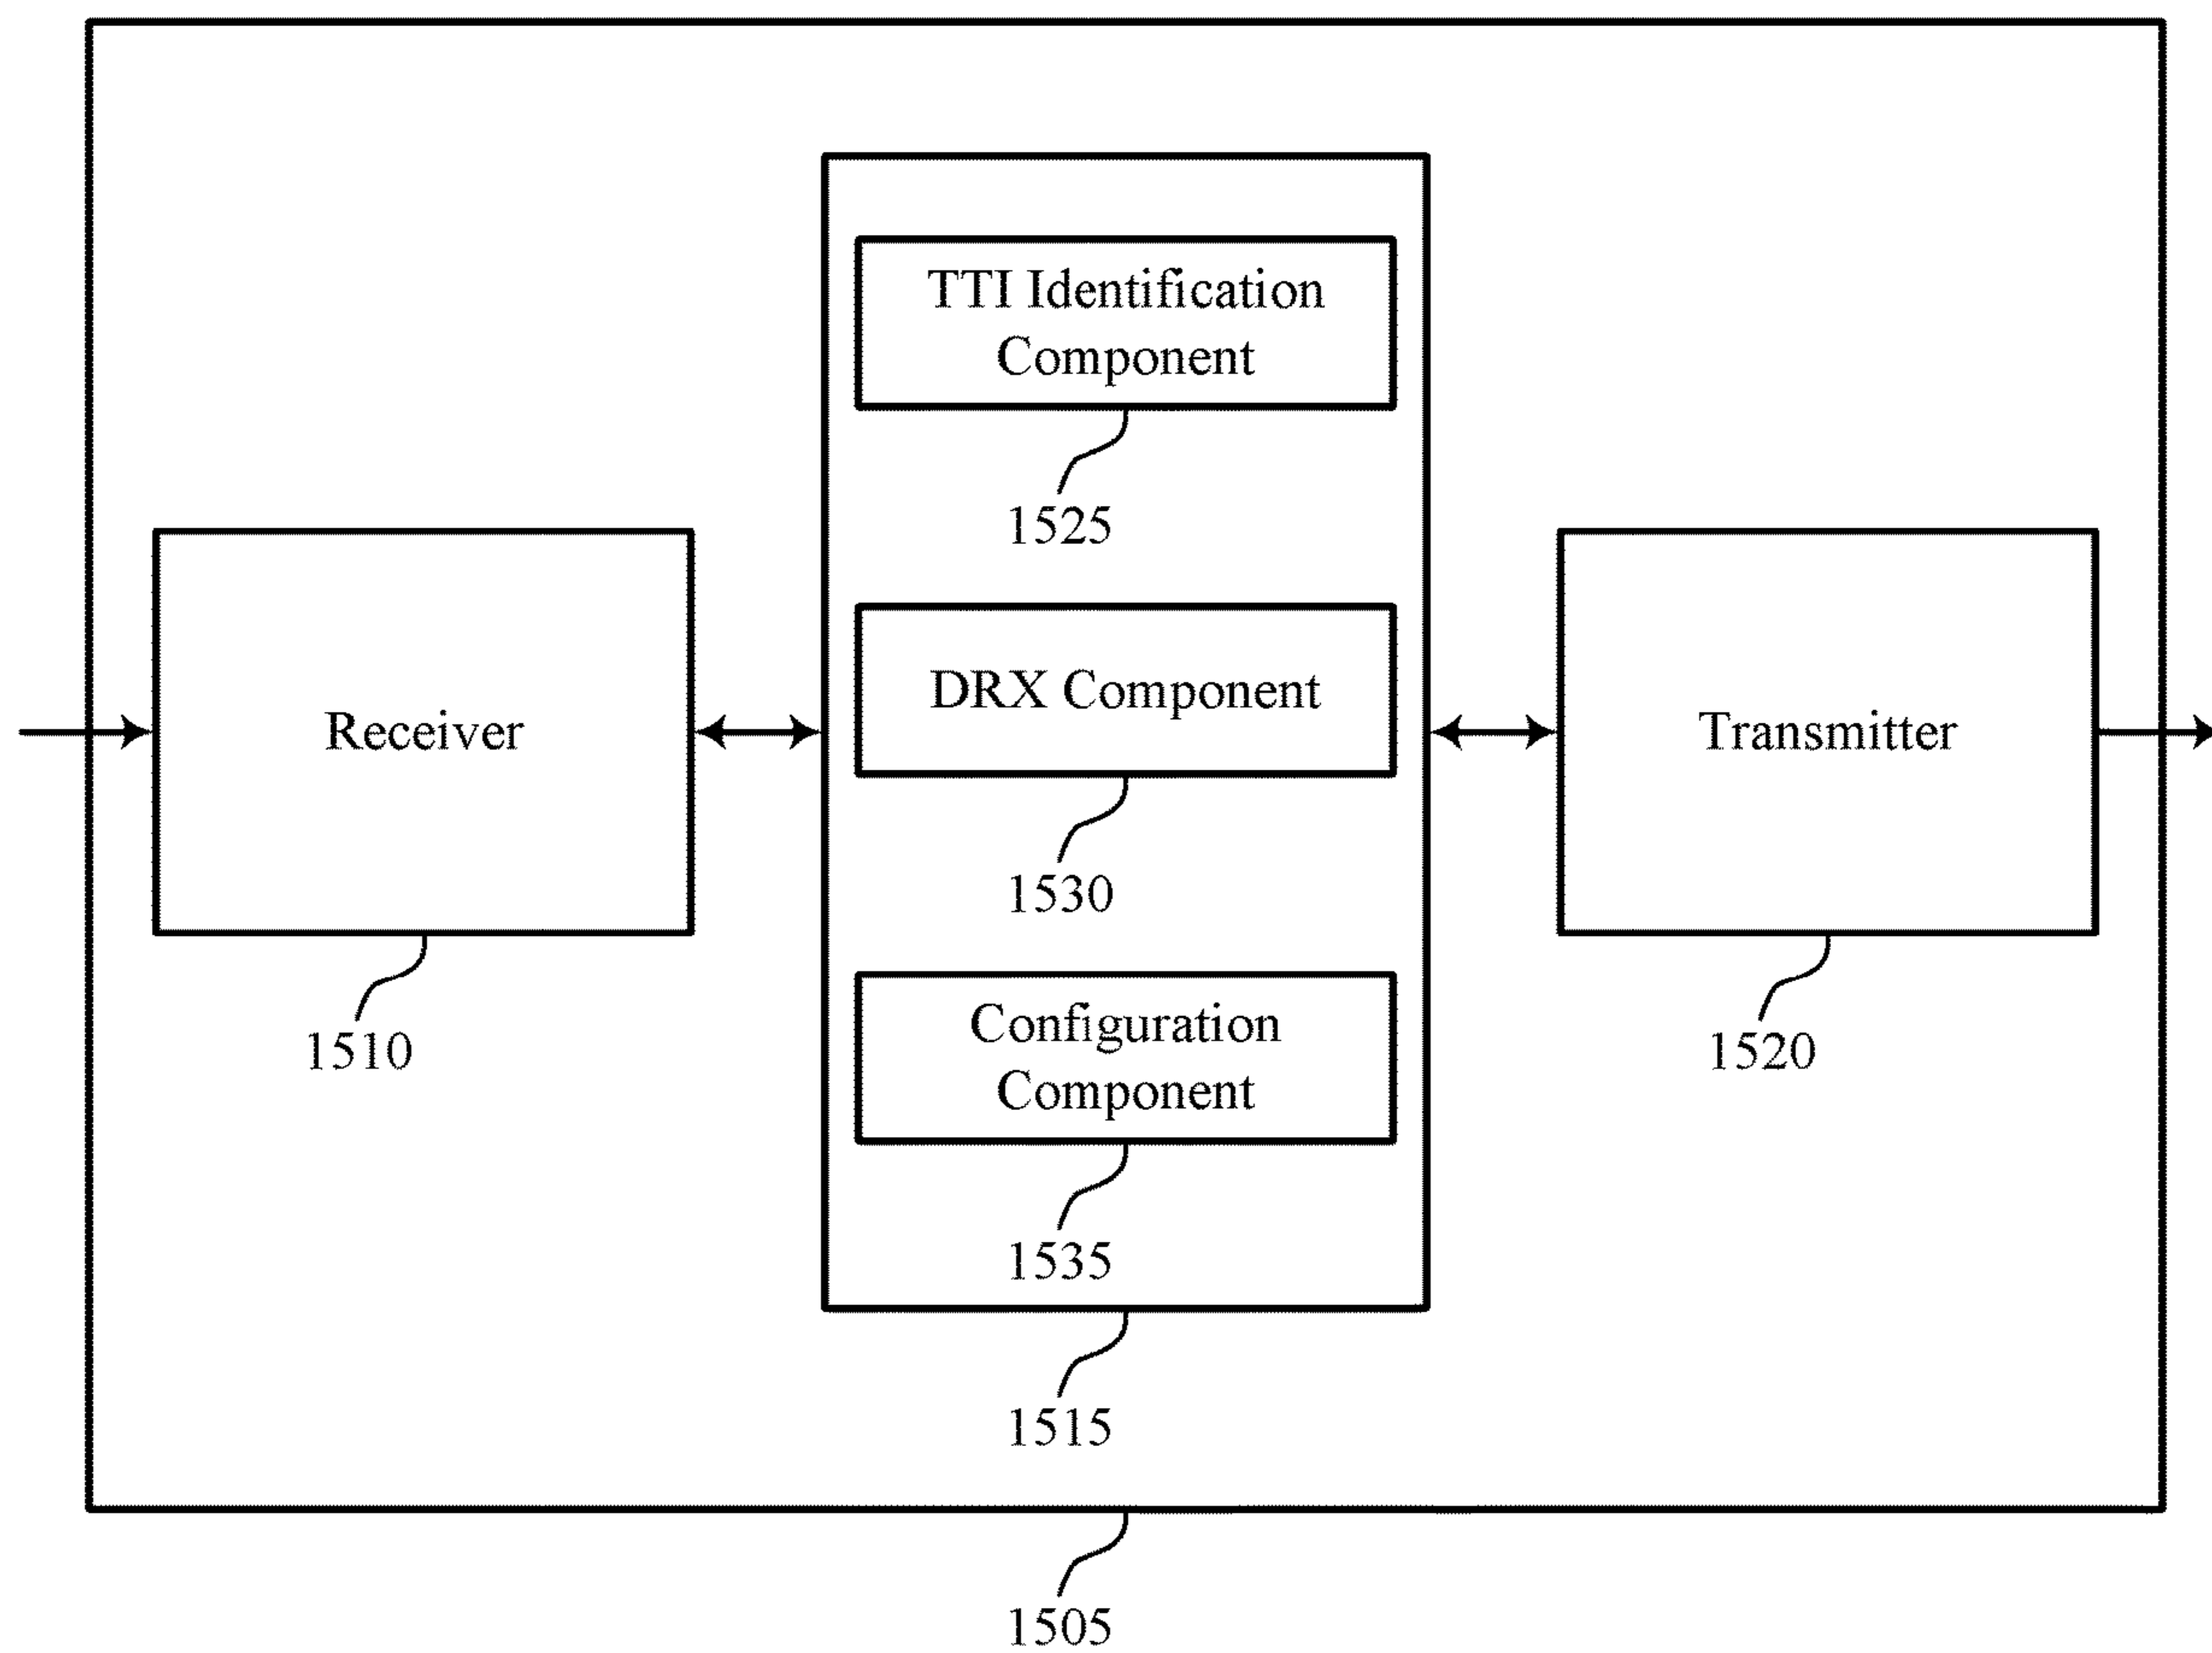 TTI Identification
Component
1525
Receiver
1510
DRX Component
1530
Transmitter
1520
Configuration
Component
1535
1515
1505